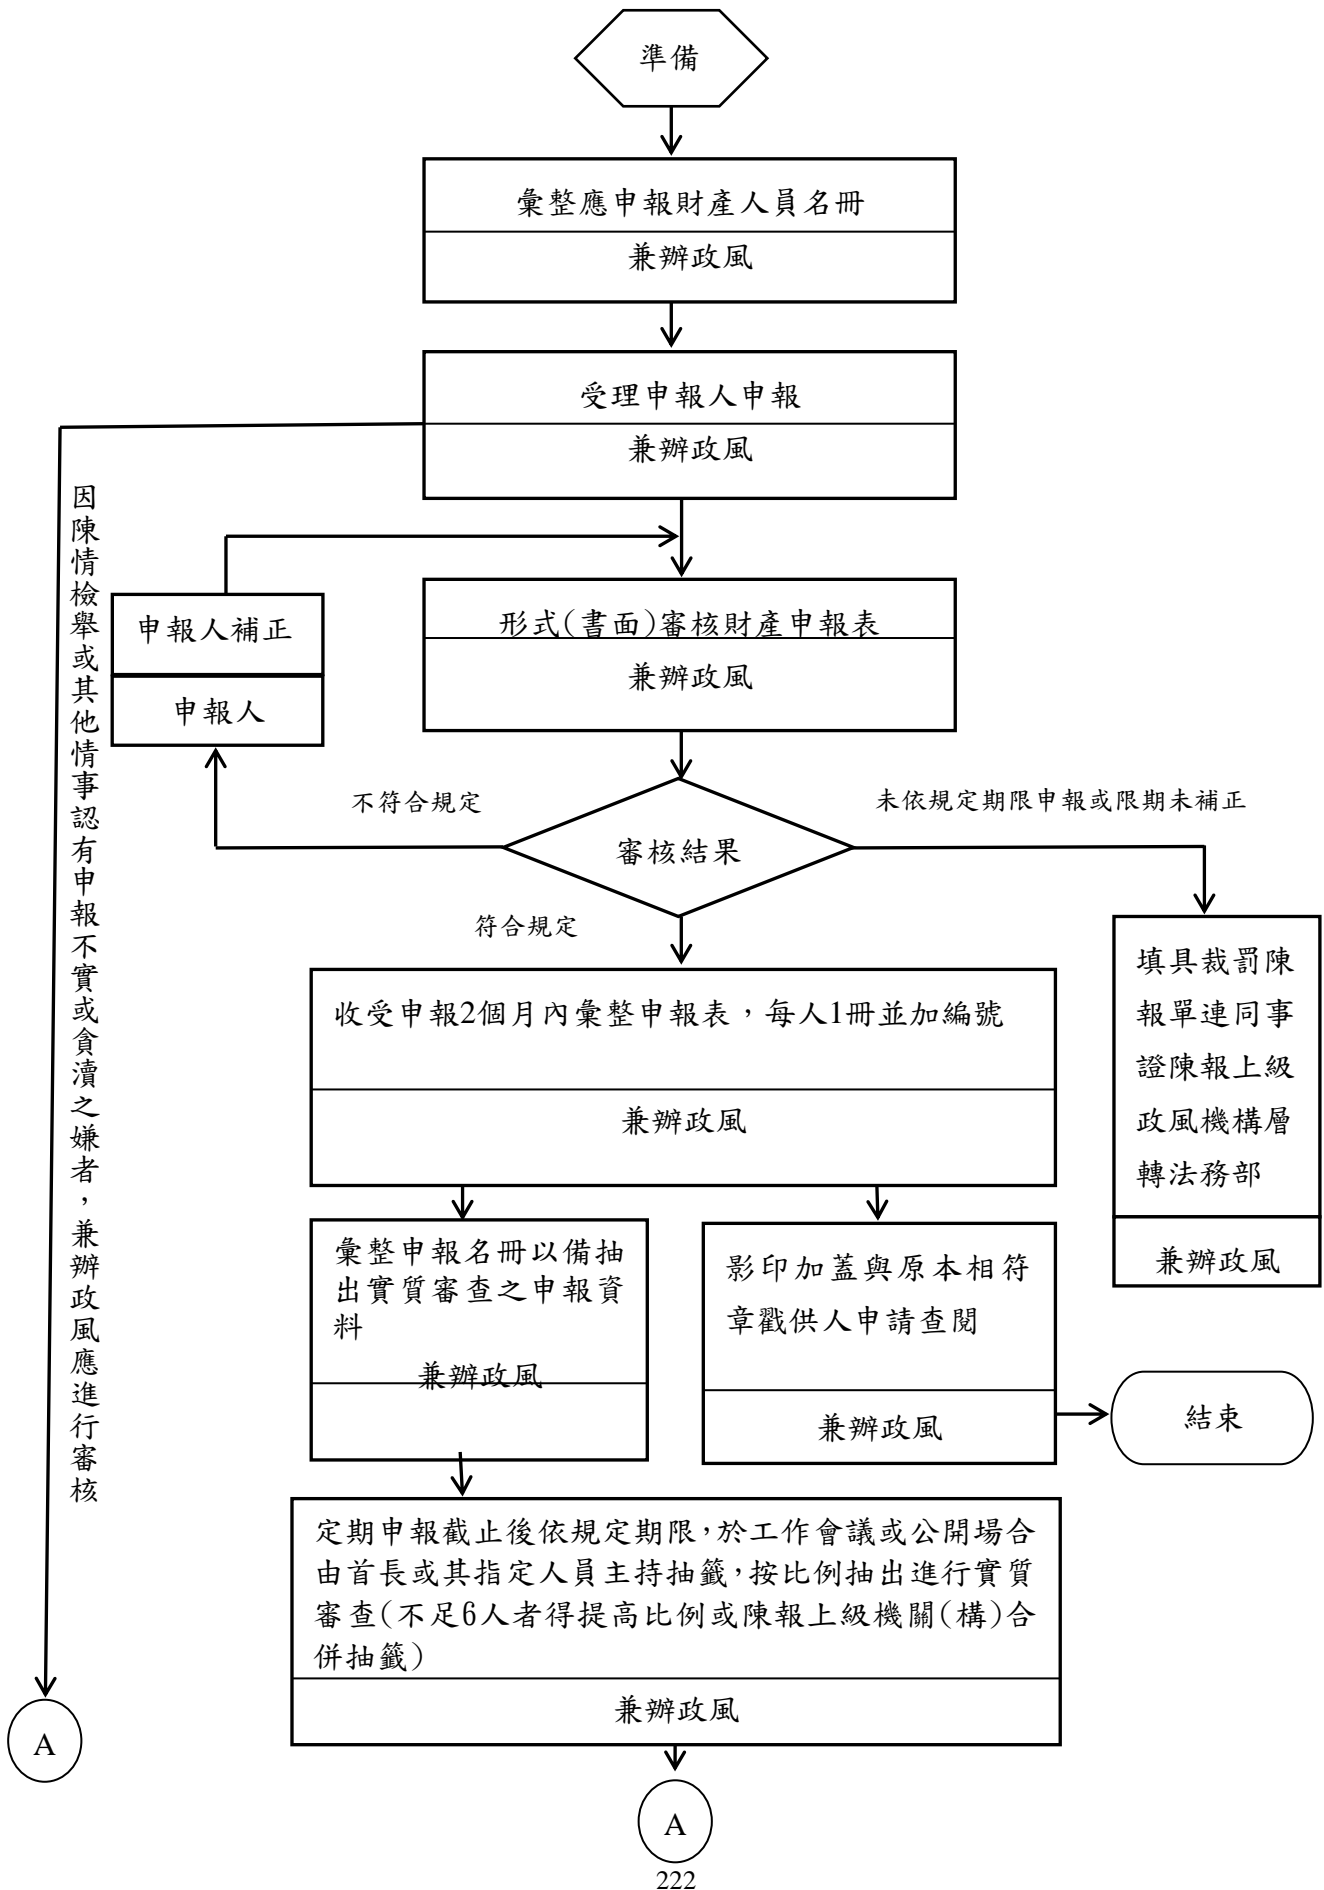 準備
彙整應申報財產人員名冊
兼辦政風
受理申報人申報
兼辦政風
因陳情檢舉或其他情事認有申報不實或貪瀆之嫌者，兼辦政風應進行審核
申報人補正
申報人
形式(書面)審核財產申報表
兼辦政風
不符合規定
未依規定期限申報或限期未補正
審核結果
符合規定
收受申報2個月內彙整申報表，每人1冊並加編號
兼辦政風
填具裁罰陳
報單連同事
證陳報上級
政風機構層
轉法務部
兼辦政風
彙整申報名冊以備抽
出實質審查之申報資
料
兼辦政風
影印加蓋與原本相符
章戳供人申請查閱
兼辦政風
結束
定期申報截止後依規定期限，於工作會議或公開場合
由首長或其指定人員主持抽籤，按比例抽出進行實質
審查(不足6人者得提高比例或陳報上級機關(構)合
併抽籤)
兼辦政風
A
A
222